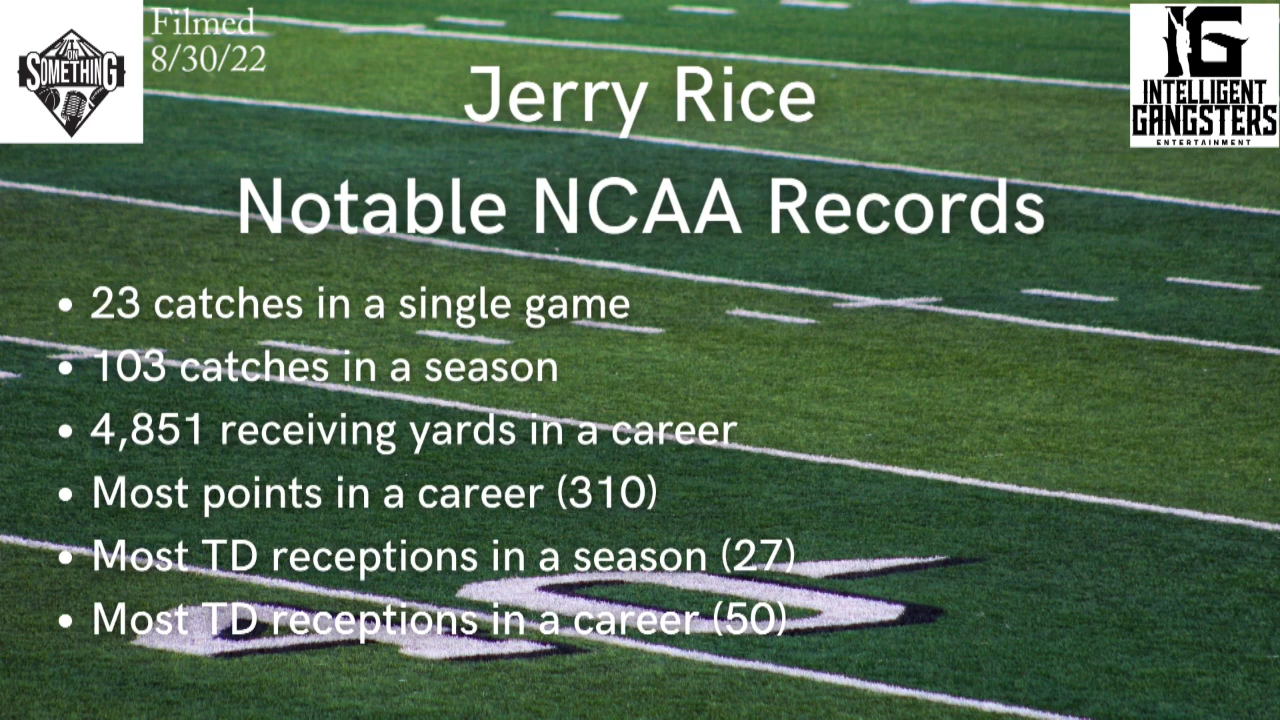 Filmed
8/30/22
I
ON
SOMETHING
IG
INTELLIGENT
GANGSTERS
ENTERTAINMENT
Jerry Rice
Notable NCAA Records
• 23 catches in a single game
• 103 catches in a season
• 4,851 receiving yards in a career
• Most points in a career (310)
• Most TD receptions in a season (27)
• Most TD receptions in a career (50)